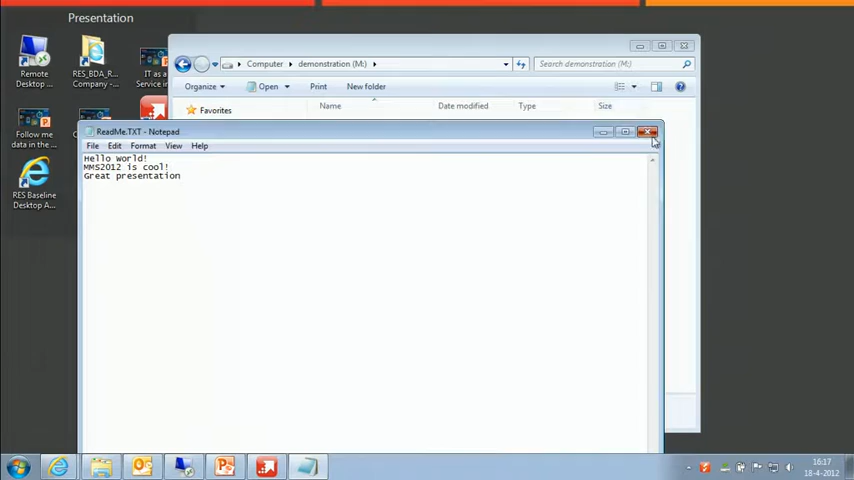 Presentation
Remote
Desktop ...
RES_BDA_R...
Company -...
IT as a
Service in...
Follow me
data in the...
RES Baseline
Desktop A...
Computer
demonstration (M:)
Search demonstration (M:)
Organize
Open
Print
New folder
Favorites
Name
Date modified
Type
Size
ReadMe.TXT - Notepad
File
Edit
Format
View
Help
Hello world!
MMS2012 is cool!
Great presentation
16:17
18-4-2012